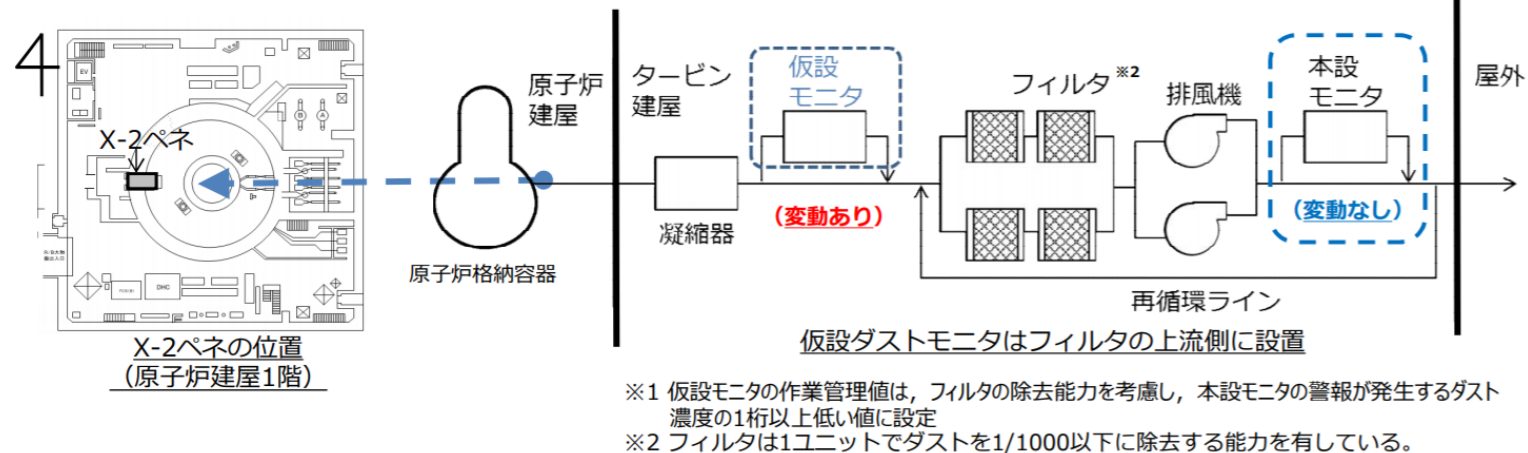 4
EV
X-2ペネ
B
A
DHC
X-2ペネの位置
（原子炉建屋1階）
原子炉格納容器
原子炉
建屋
タービン
建屋
凝縮器
仮設
モニタ
（変動あり）
フィルタ ※2
排風機
本設
モニタ
（変動なし）
屋外
再循環ライン
仮設ダストモニタはフィルタの上流側に設置
※1 仮設モニタの作業管理値は，フィルタの除去能力を考慮し，本設モニタの警報が発生するダスト
濃度の1桁以上低い値に設定
※2 フィルタは1ユニットでダストを1/1000以下に除去する能力を有している。